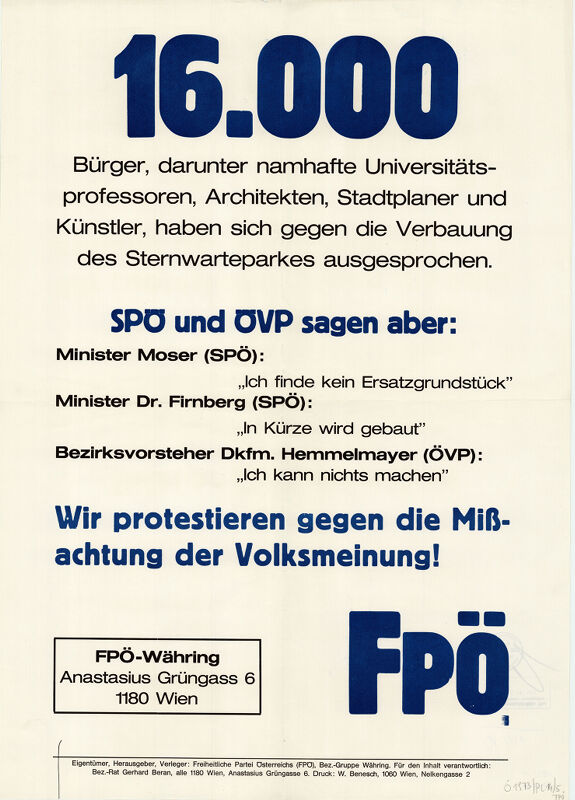 16.000
Bürger, darunter namhafte Universitäts-
professoren, Architekten, Stadtplaner und
Künstler, haben sich gegen die Verbauung
des Sternwarteparkes ausgesprochen.
SPÖ und ÖVP sagen aber:
Minister Moser (SPÖ):
„Ich finde kein Ersatzgrundstück”
Minister Dr. Firnberg (SPÖ):
„In Kürze wird gebaut”
Bezirksvorsteher Dkfm. Hemmelmayer (ÖVP):
„Ich kann nichts machen”
Wir protestieren gegen die Miß-
achtung der Volksmeinung!
FPÖ
FPÖ-Währing
Anastasius Grüngass 6
1180 Wien
Eigentümer, Herausgeber, Verleger: Freiheitliche Partei Österreichs (FPÖ), Bez.-Gruppe Währing. Für den Inhalt verantwortlich:
Bez.-Rat Gerhard Beran, alle 1180 Wien, Anastasius Grüngasse 6. Druck: W. Benesch, 1060 Wien, Nelkengasse 2